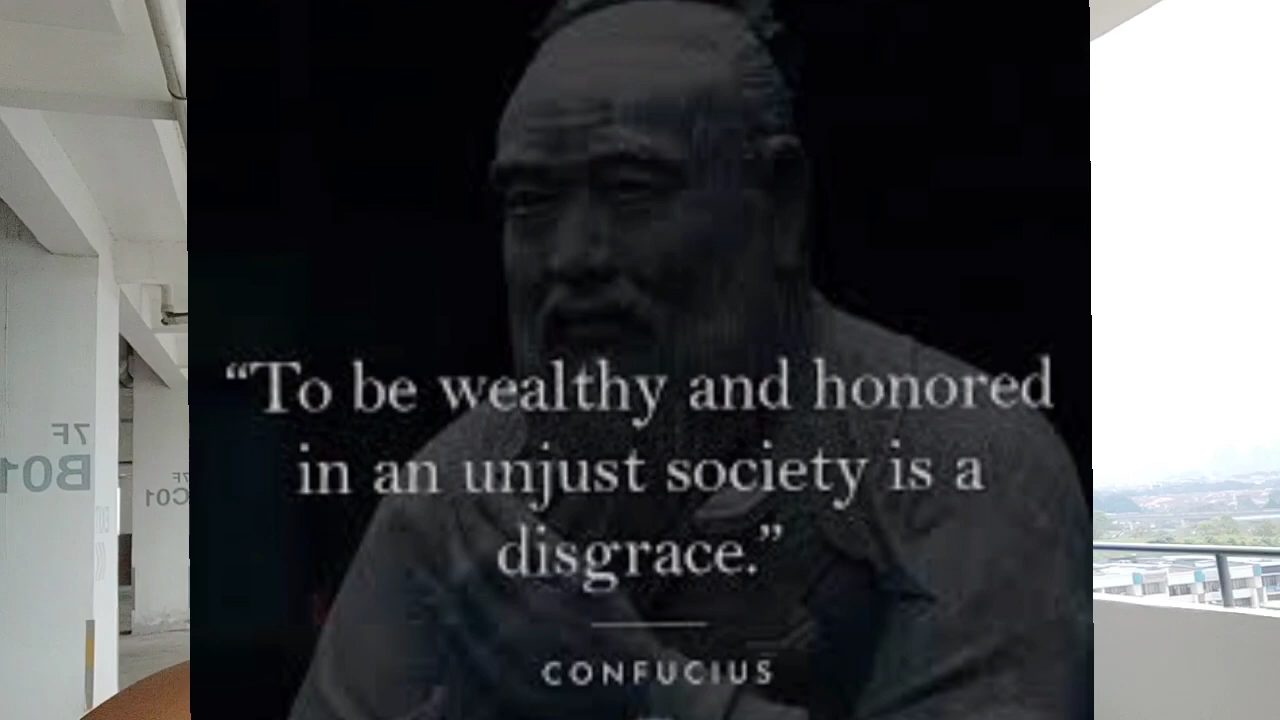 “To be wealthy and honored
in an unjust society is a
disgrace.”
CONFUCIUS
7F
B01
7F
C01